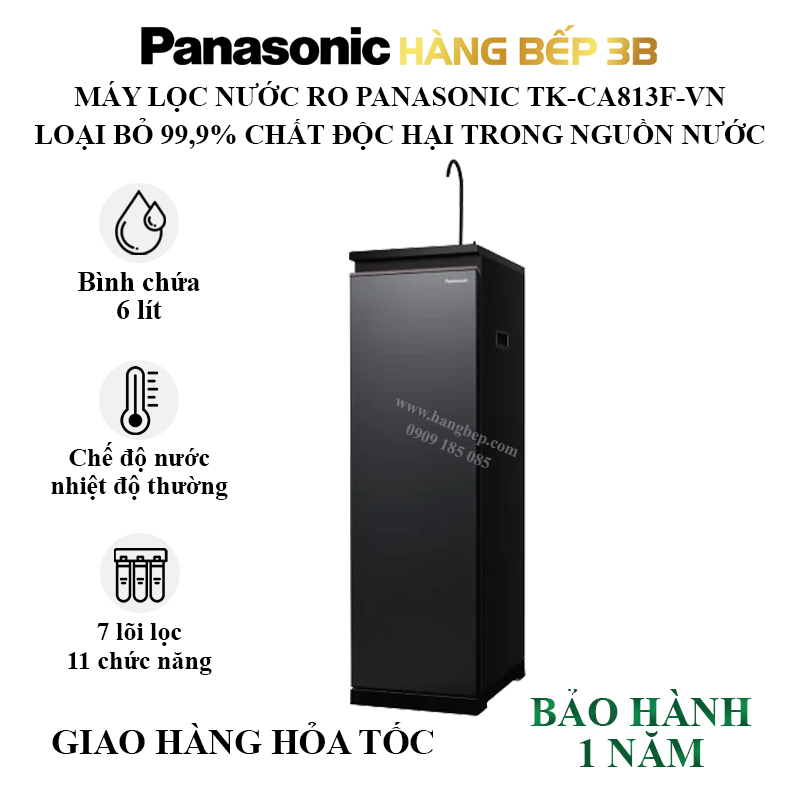 Panasonic HÀNG BẾP 3B
MÁY LỌC NƯỚC RO PANASONIC TK-CA813F-VN
LOẠI BỎ 99,9% CHẤT ĐỘC HẠI TRONG NGUỒN NƯỚC
Bình chứa
6 lít
Panasonic
www.hangbep.com
0909 185 085
Chế độ nước
nhiệt độ thường
7 lõi lọc
11 chức năng
GIAO HÀNG HỎA TỐC
BẢO HÀNH
1 NĂM